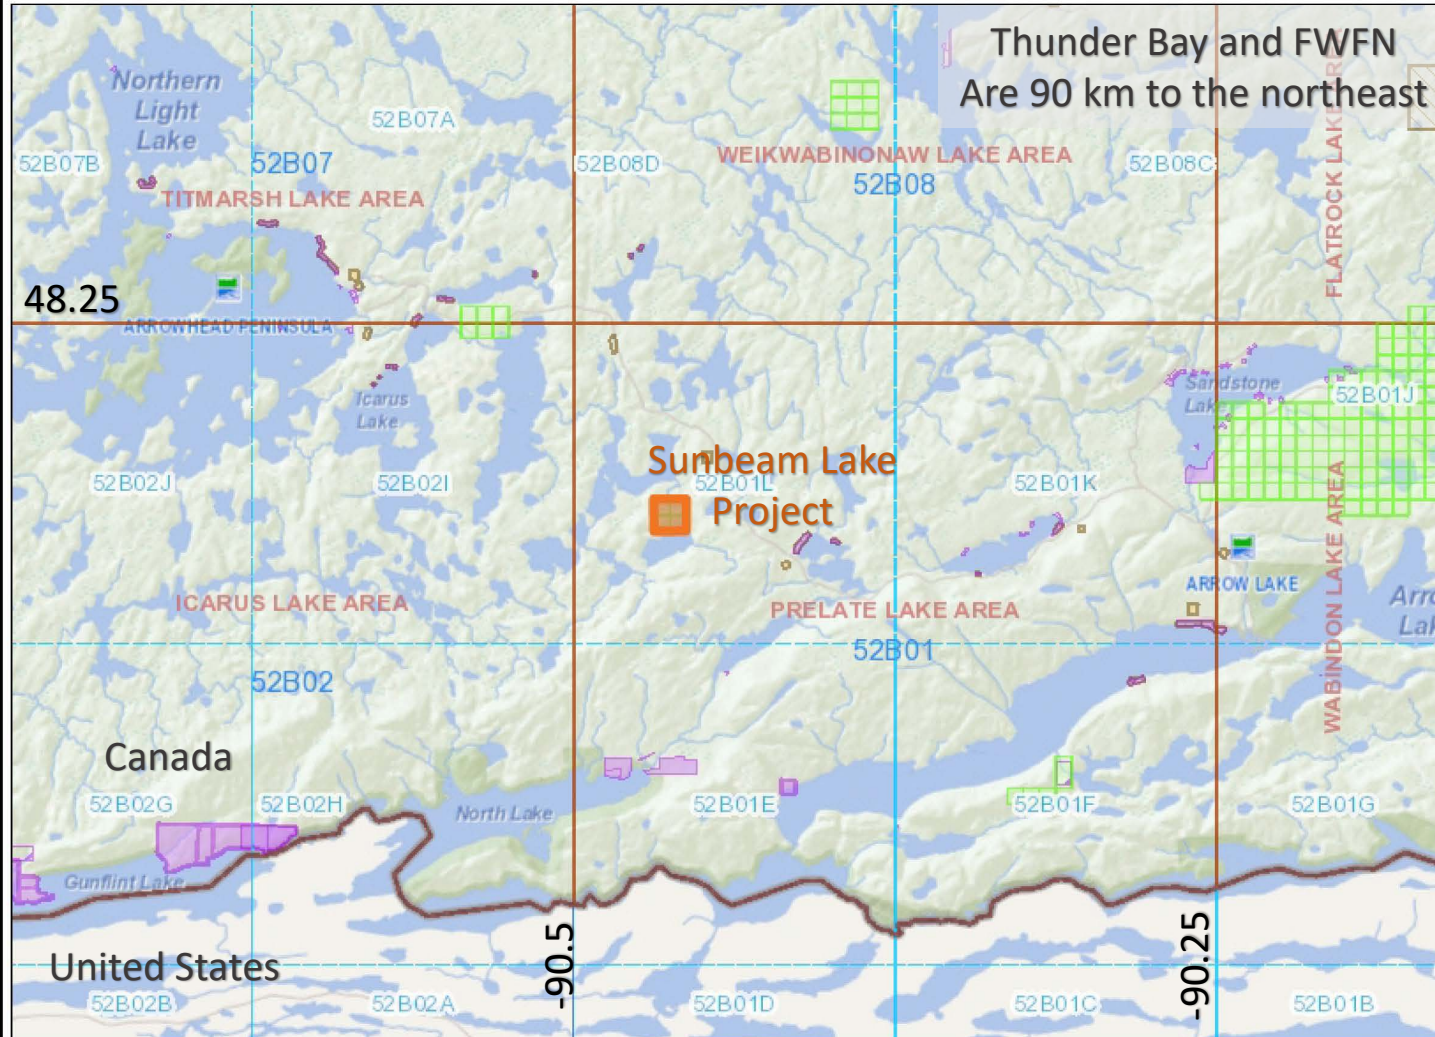 Thunder Bay and FWFN
Are 90 km to the northeast
Northern
Light
Lake
52B07A
52B07B
52B07
52B08D
WEIKWABINONAW LAKE AREA
52B08C
52B08
TITMARSH LAKE AREA
FLATROCK LAKE AREA
48.25
ARROWHEAD PENINSULA
Icarus
Lake
Sandstone
Lake
52B01J
Sunbeam Lake
Project
52B02J
52B02I
52B01L
52B01K
ICARUS LAKE AREA
PRELATE LAKE AREA
ARROW LAKE
Arro
Lak
WABINDON LAKE AREA
52B01
52B02
Canada
52B02G
52B02H
North Lake
52B01E
52B01F
52B01G
Gunflint Lake
United States
-90.5
-90.25
52B02B
52B02A
52B01D
52B01C
52B01B